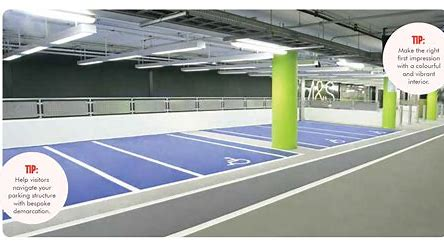 TIP:
Make the right
first impression
with a colourful
and vibrant
interior.
TIP:
Help visitors
navigate your
parking structure
with bespoke
demarcation.